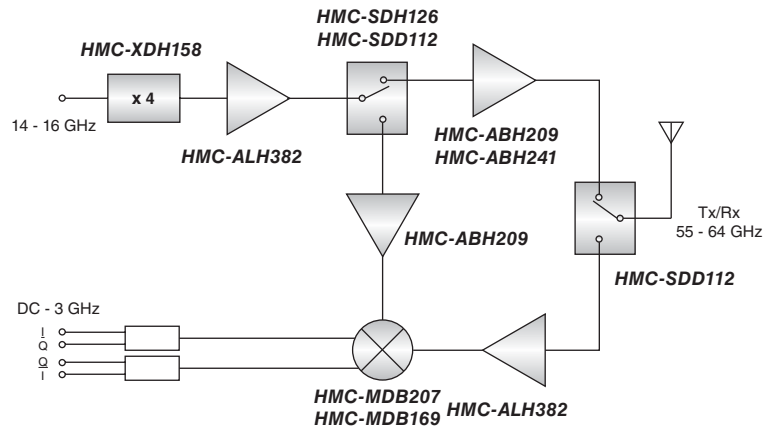 HMC-SDH126
HMC-SDD112
HMC-XDH158
x 4
14 - 16 GHz
HMC-ALH382
HMC-ABH209
HMC-ABH241
Tx/Rx
55 - 64 GHz
HMC-ABH209
HMC-SDD112
DC - 3 GHz
I
Q
Q
I
HMC-MDB207
HMC-MDB169
HMC-ALH382